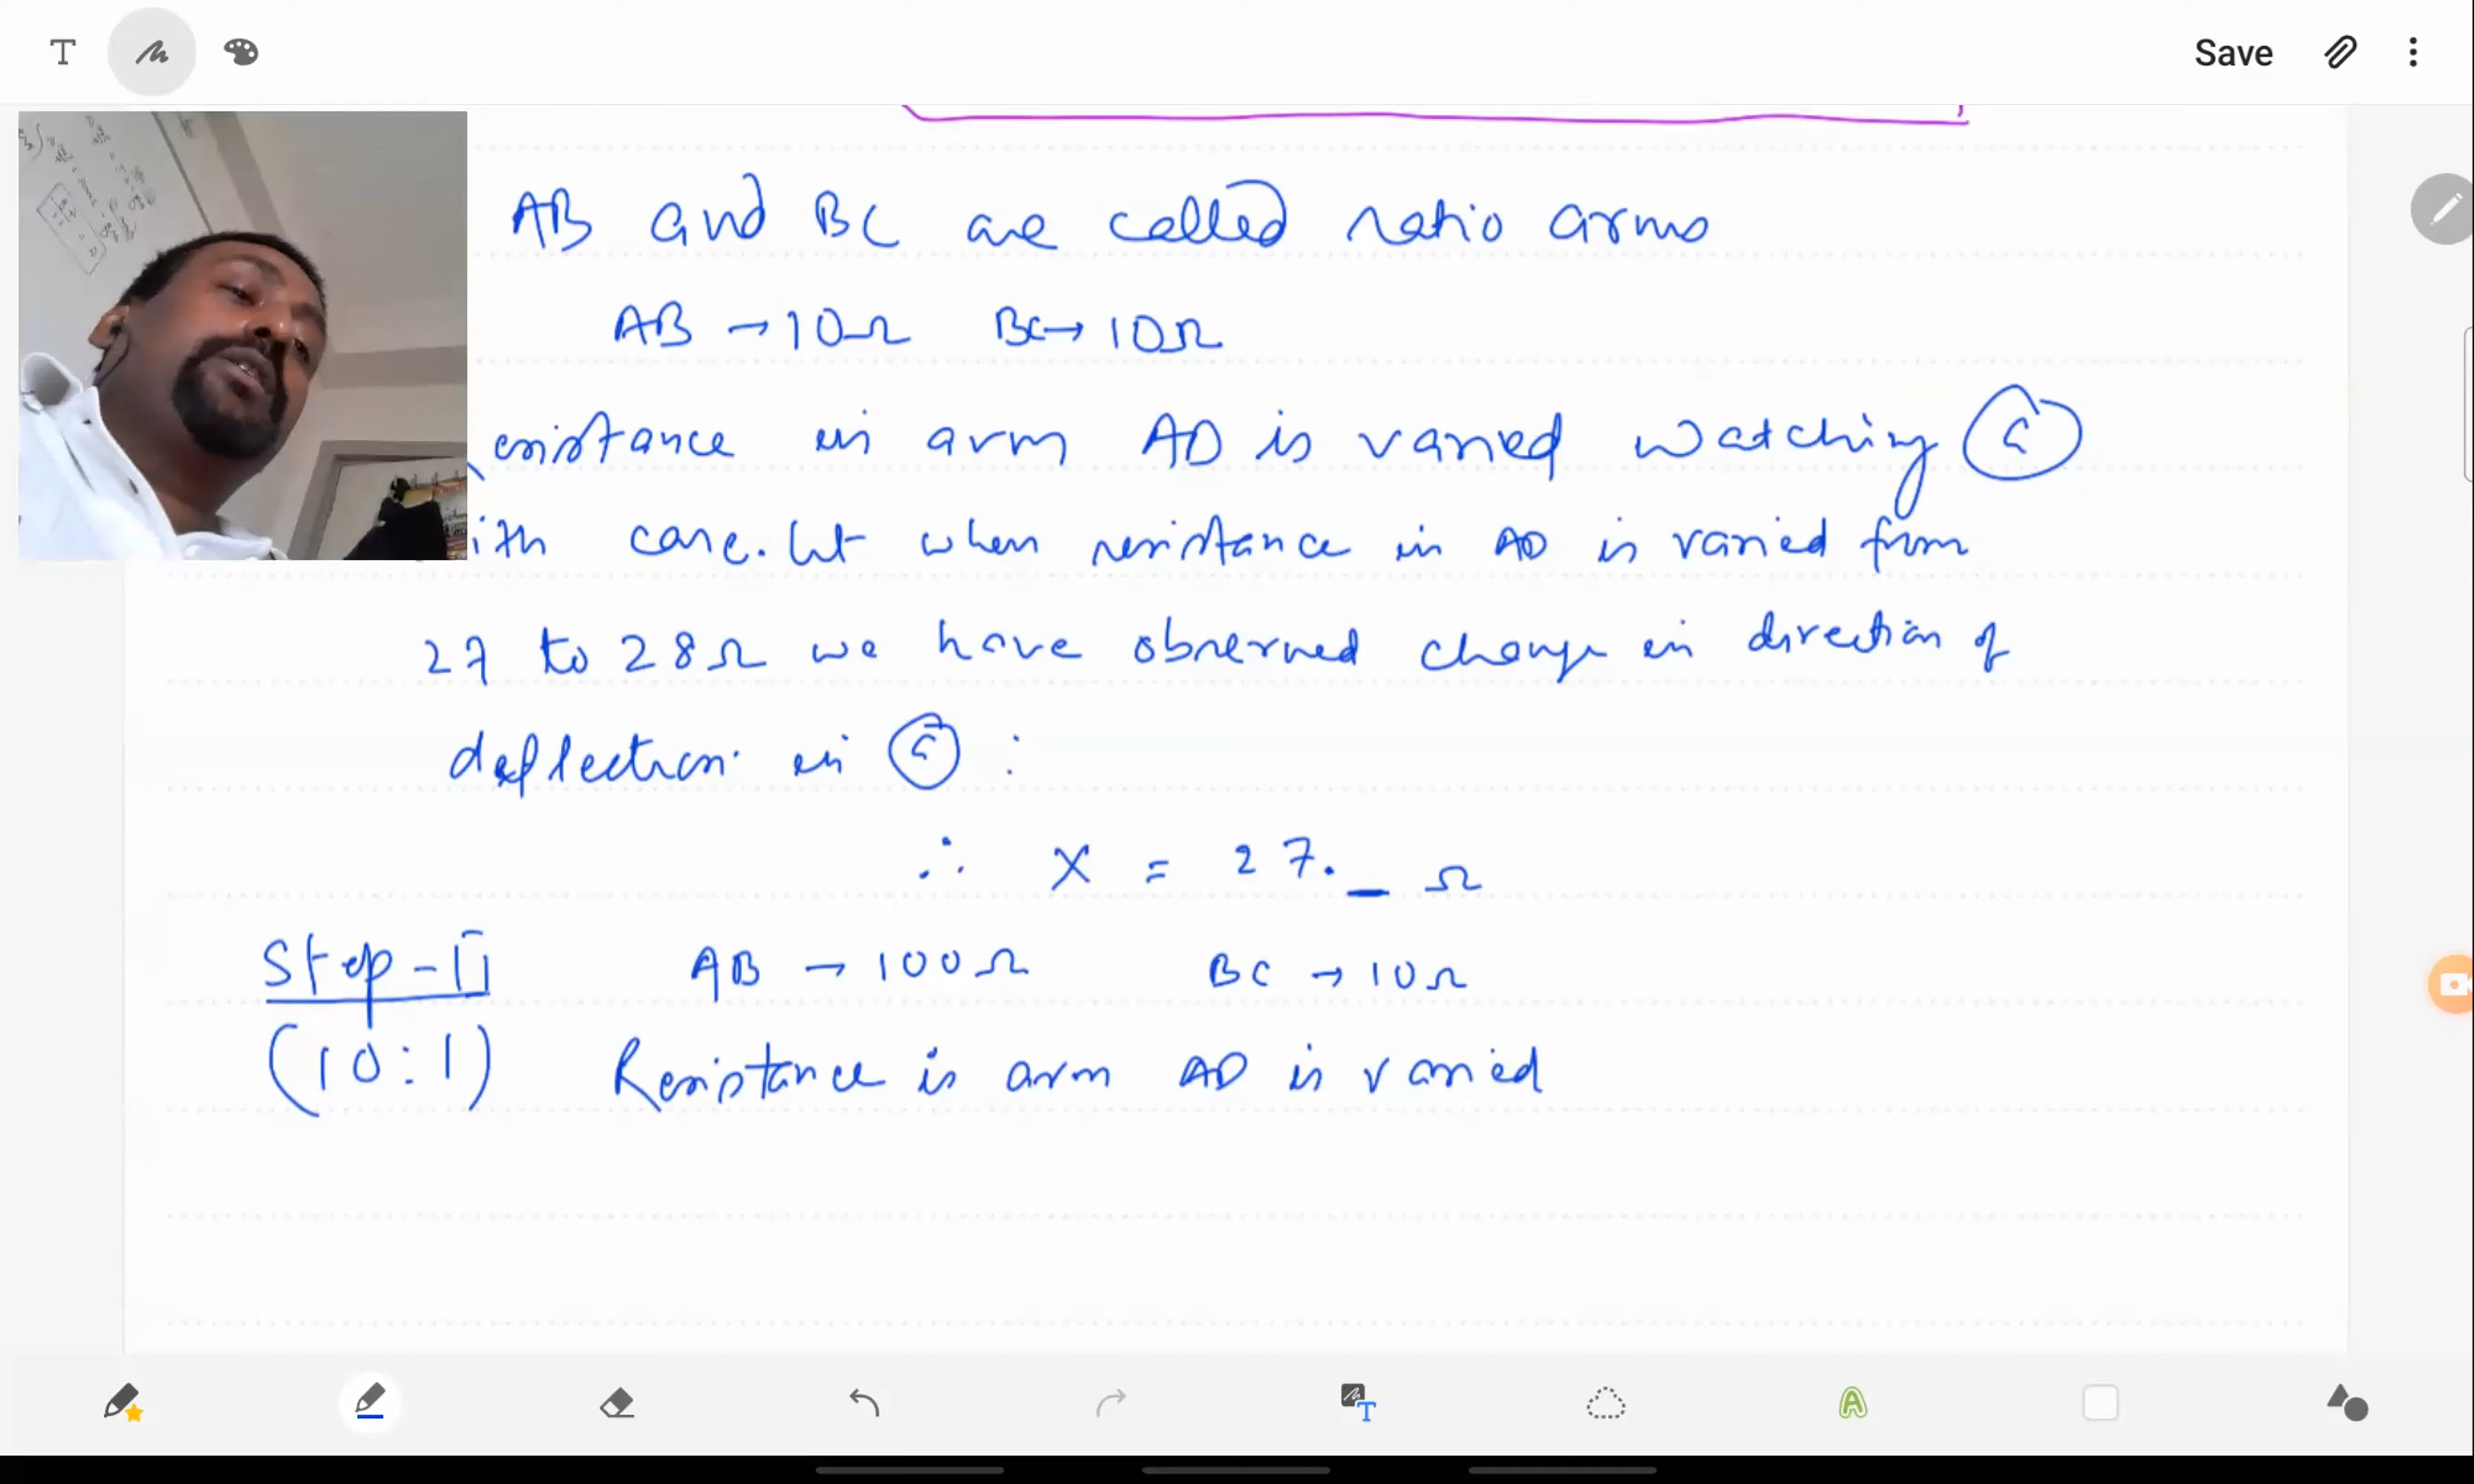 Save
AB and BC are called ratio arms
AB → 10Ω BC → 10Ω
esistance in arm AD is varied watching G
ith care. let when resistance in AD is varied from
27 to 28Ω we have observed change in direction of
deflection in G :
∴ X = 27._ Ω
Step-II AB → 100Ω BC → 10Ω
(10:1) Resistance is arm AD is varied